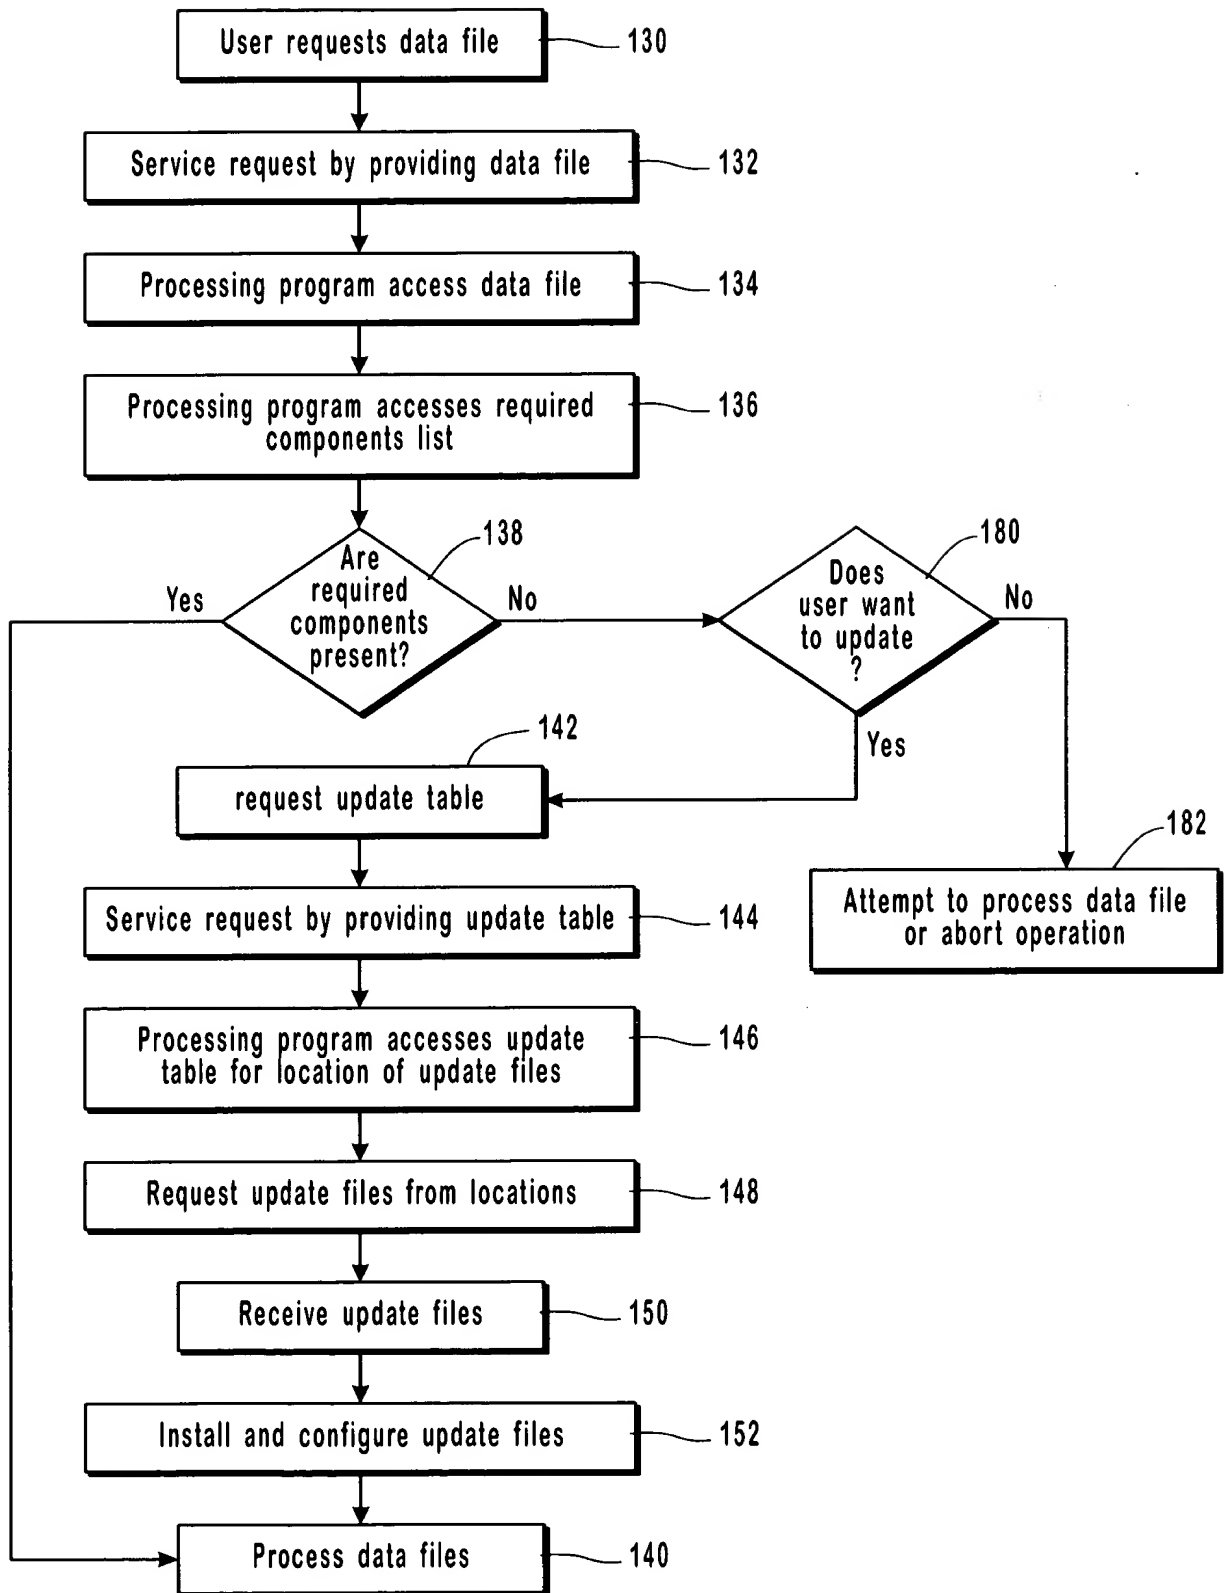 User requests data file
130
Service request by providing data file
132
Processing program access data file
134
Processing program accesses required
components list
136
Are
required
components
present?
138
Yes
No
Does
user want
to update
?
180
No
Yes
request update table
142
Attempt to process data file
or abort operation
182
Service request by providing update table
144
Processing program accesses update
table for location of update files
146
Request update files from locations
148
Receive update files
150
Install and configure update files
152
Process data files
140